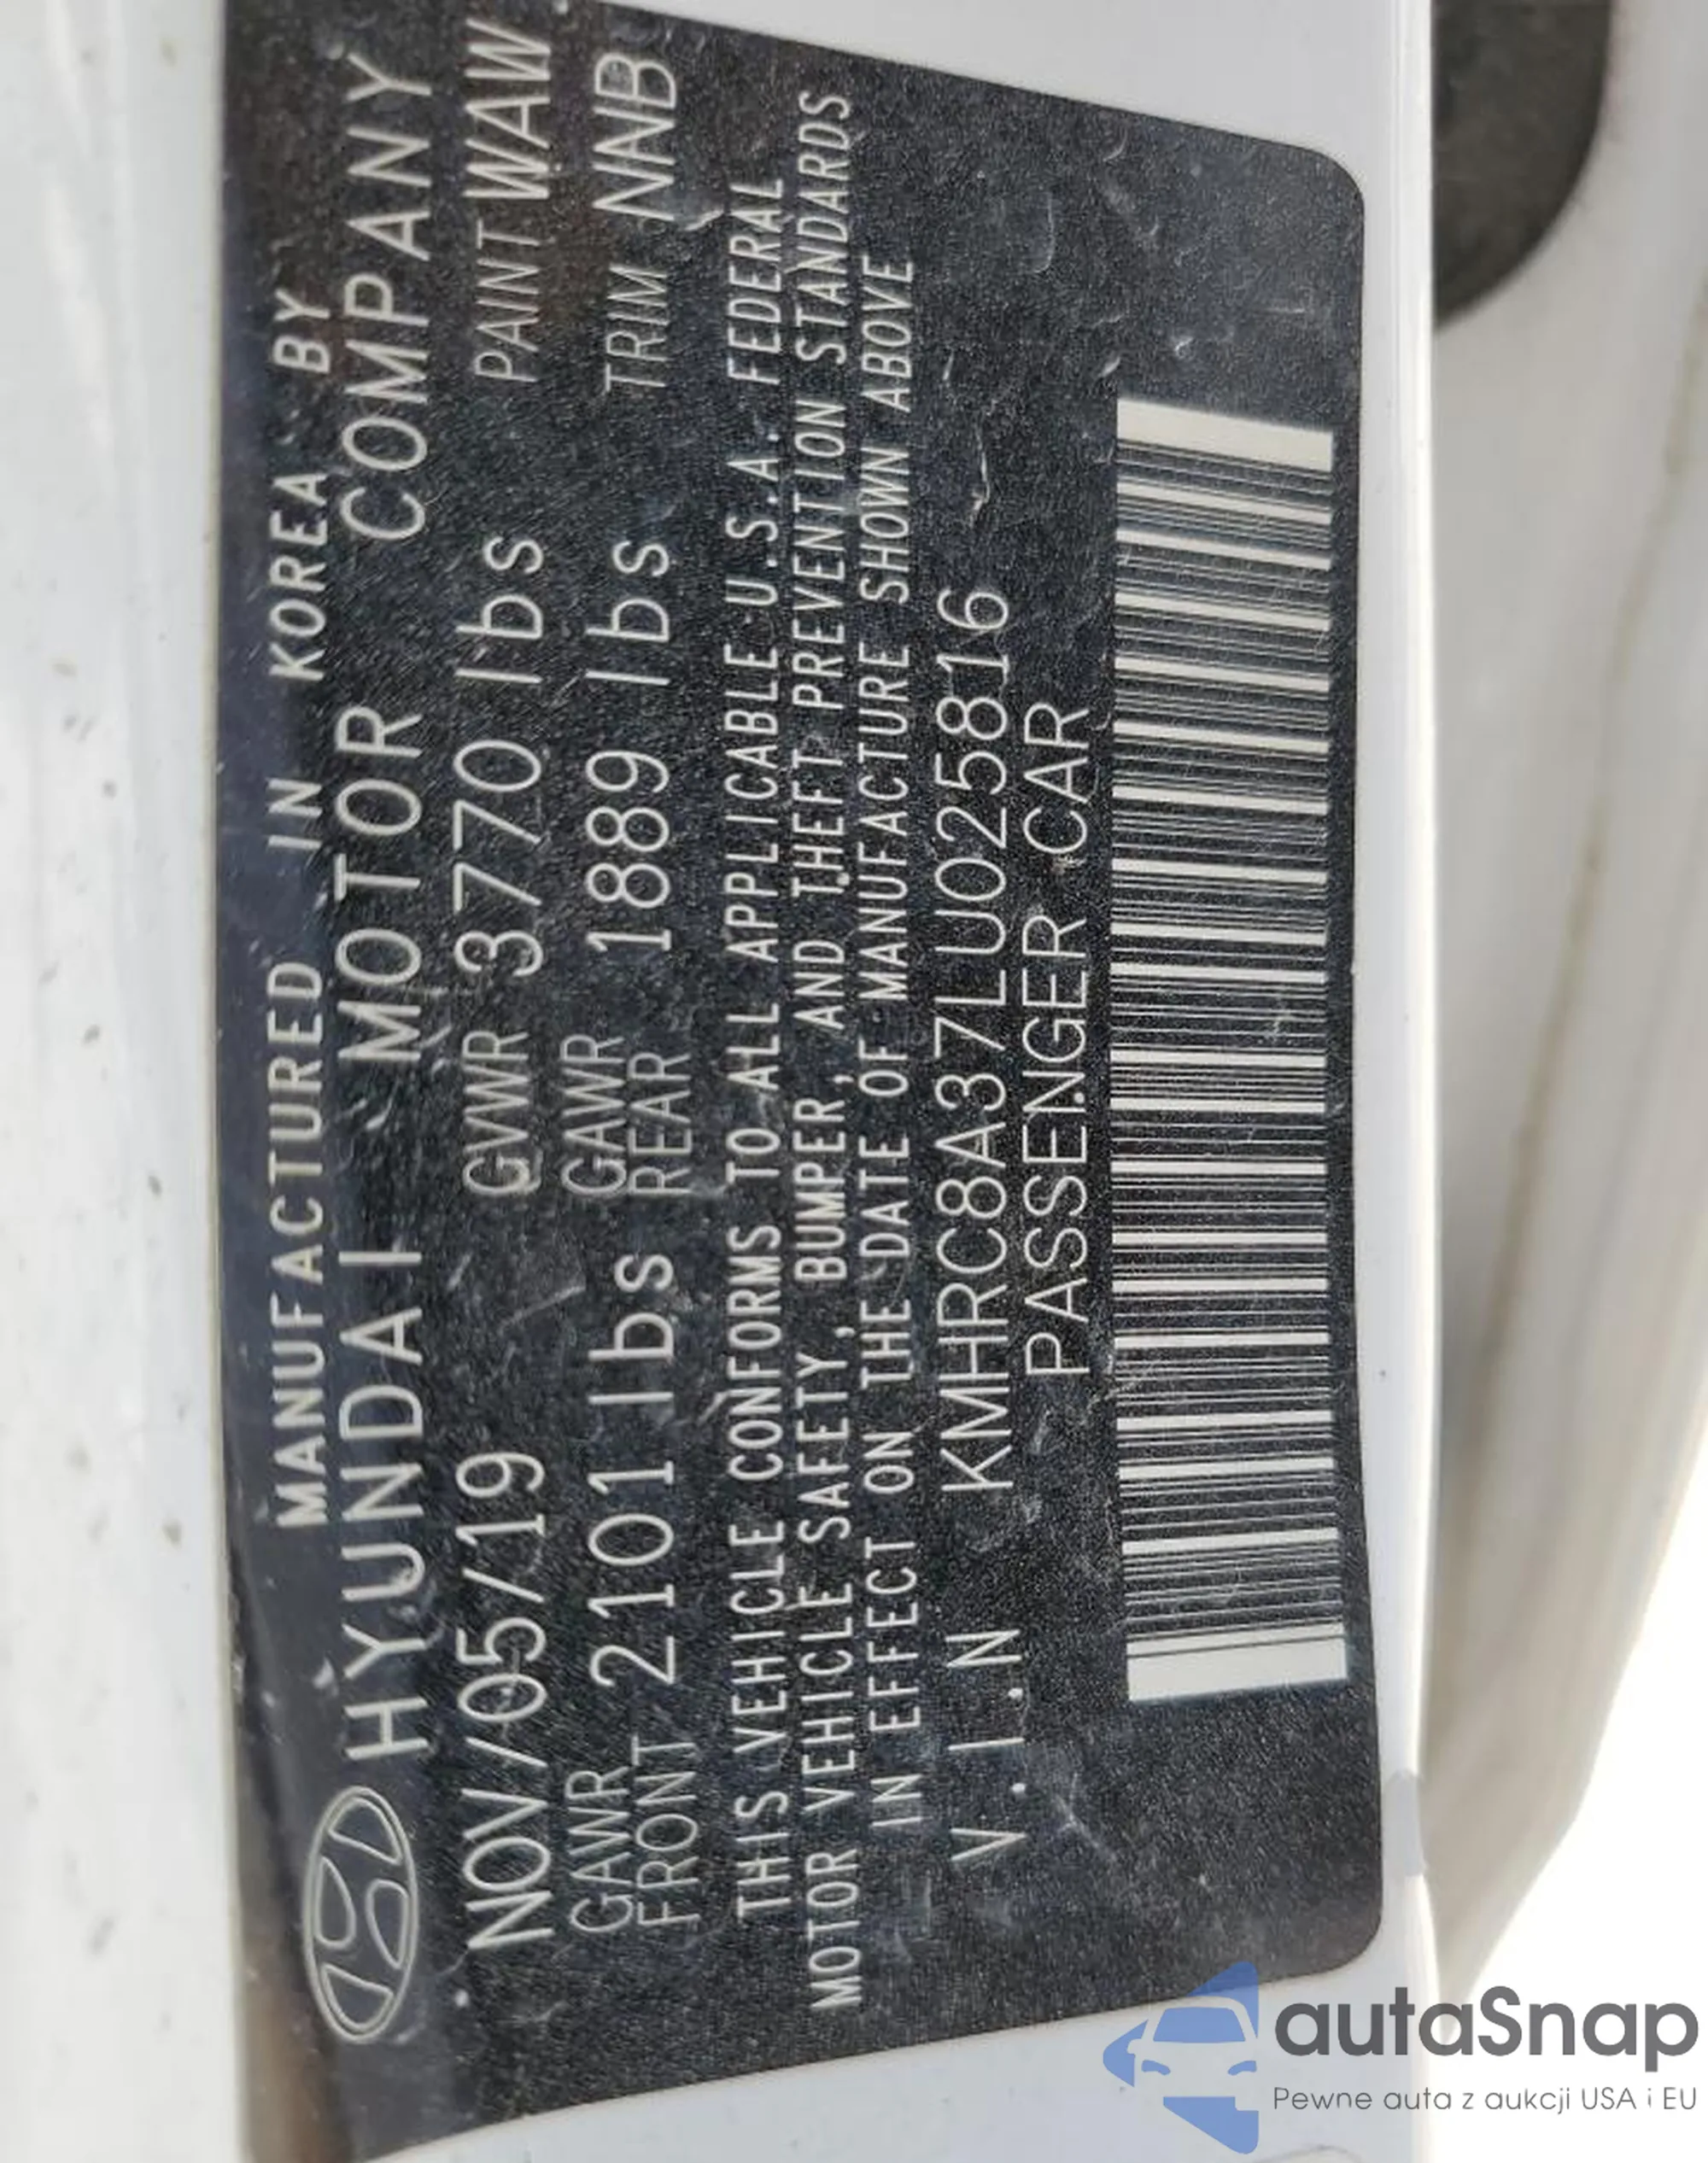 MANUFACTURED IN KOREA BY
HYUNDAI MOTOR COMPANY
NOV/05/19 GVWR 3770 lbs PAINT WAW
GAWR FRONT 2101 lbs GAWR REAR 1889 lbs TRIM NNB
THIS VEHICLE CONFORMS TO ALL APPLICABLE U.S.A. FEDERAL
MOTOR VEHICLE SAFETY, BUMPER, AND THEFT PREVENTION STANDARDS
IN EFFECT ON THE DATE OF MANUFACTURE SHOWN ABOVE
V.I.N KMHRC8A37LU025816
PASSENGER CAR
autaSnap
Pewne auta z aukcji USA i EU